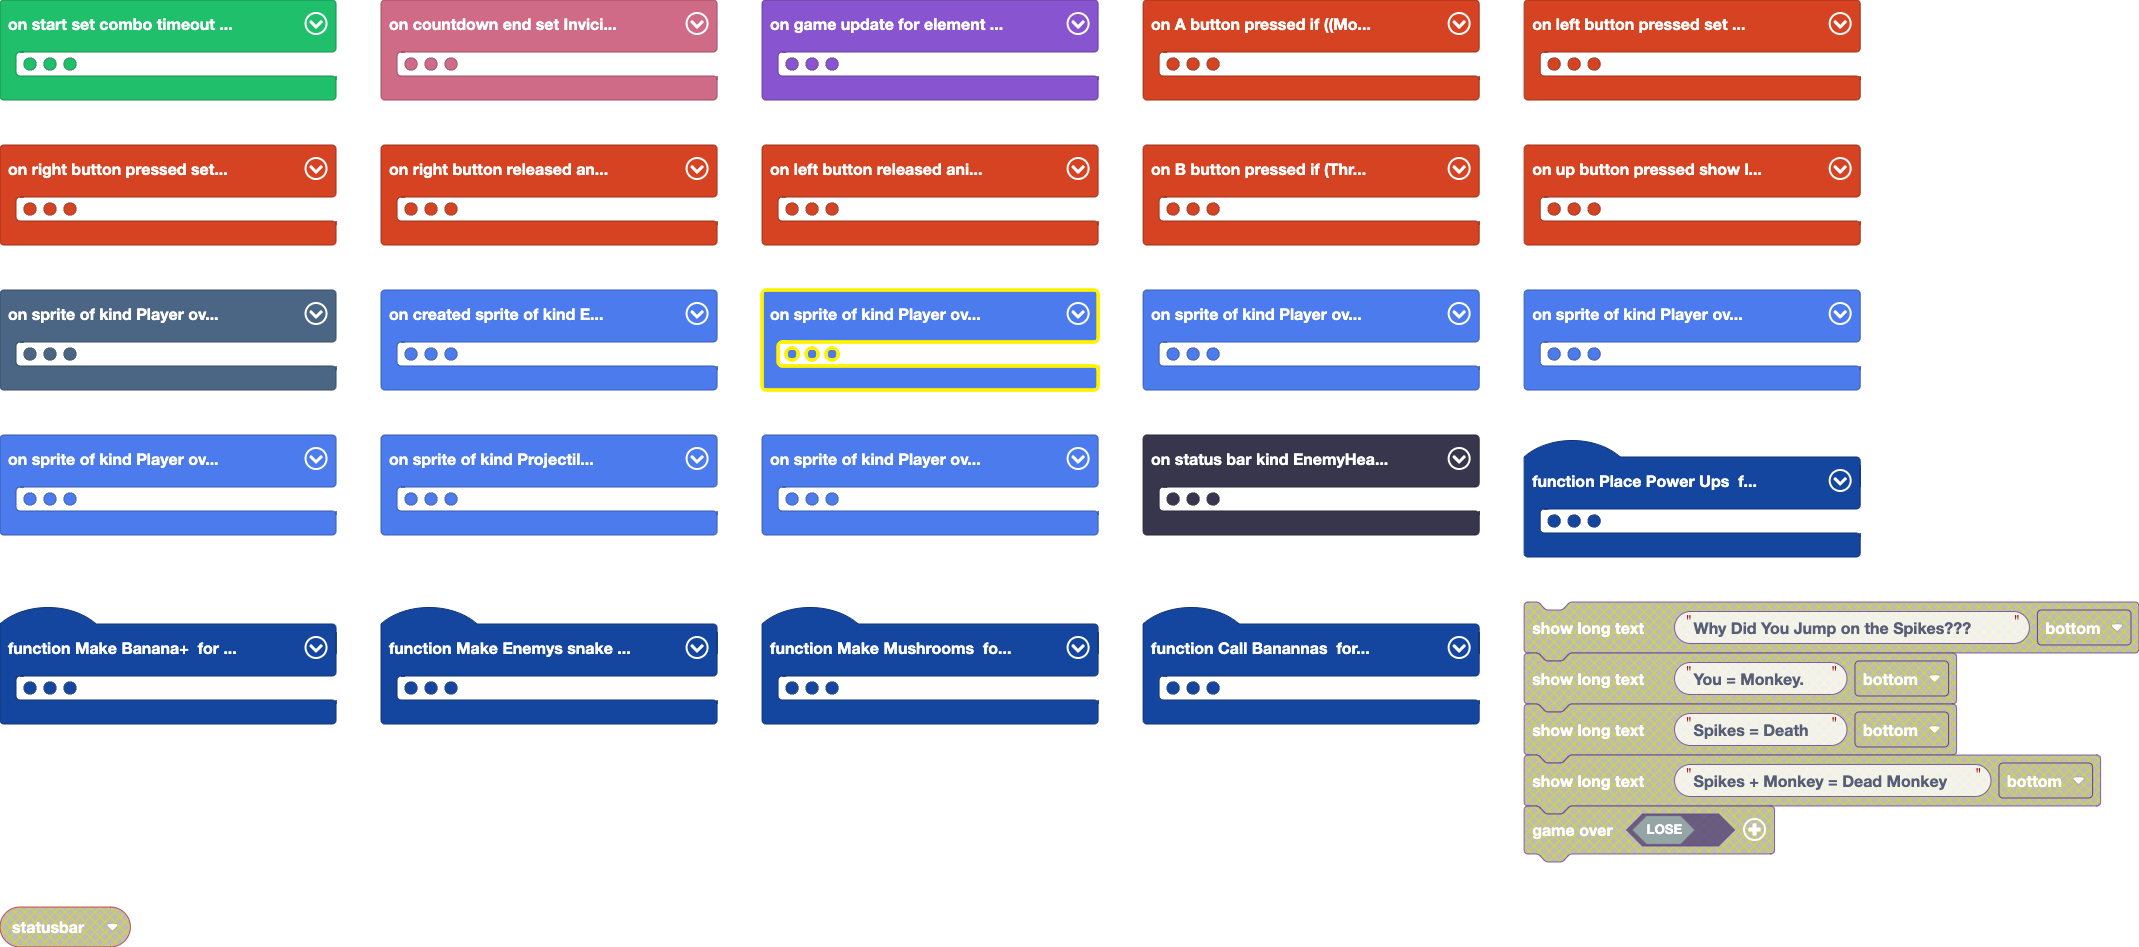 on start set combo timeout ...
on countdown end set Invici...
on game update for element ...
on A button pressed if ((Mo...
on left button pressed set ...
on right button pressed set...
on right button released an...
on left button released ani...
on B button pressed if (Thr...
on up button pressed show l...
on sprite of kind Player ov...
on created sprite of kind E...
on sprite of kind Player ov...
on sprite of kind Player ov...
on sprite of kind Player ov...
on sprite of kind Player ov...
on sprite of kind Projectil...
on sprite of kind Player ov...
on status bar kind EnemyHea...
function Place Power Ups  f...
function Make Banana+  for ...
function Make Enemys snake ...
function Make Mushrooms  fo...
function Call Banannas  for...
show long text "Why Did You Jump on the Spikes???" bottom
show long text "You = Monkey." bottom
show long text "Spikes = Death" bottom
show long text "Spikes + Monkey = Dead Monkey" bottom
game over LOSE
statusbar